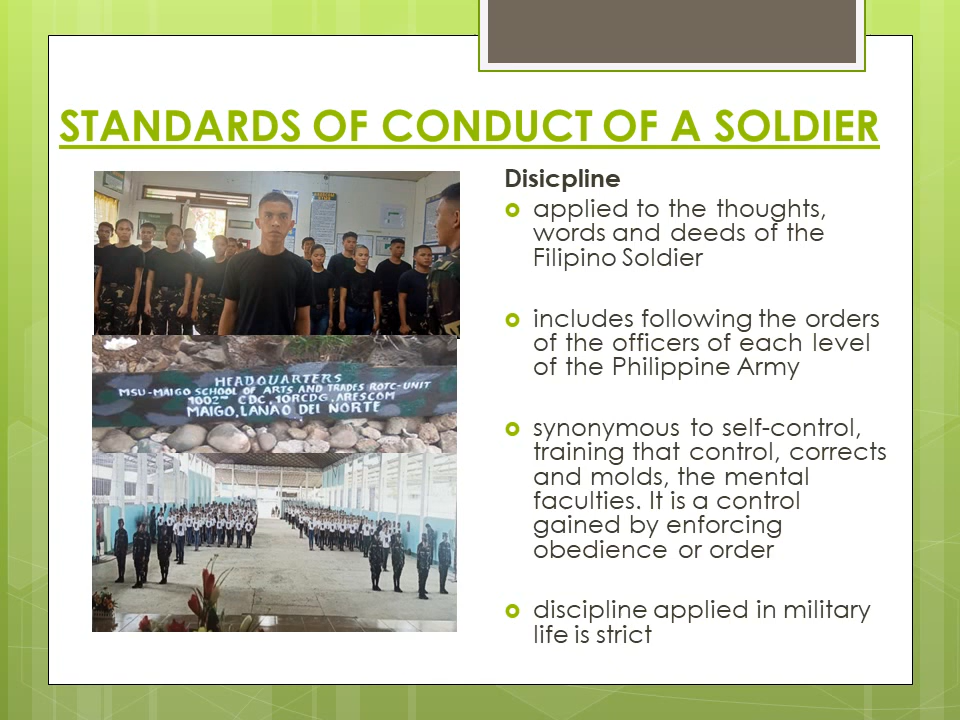 STANDARDS OF CONDUCT OF A SOLDIER
HEADQUARTERS
MSU-MAIGO SCHOOL OF ARTS AND TRADES ROTC-UNIT
1002ND CDC, 10RCDG, ARESCOM
MAIGO, LANAO DEL NORTE
Disicpline
applied to the thoughts,
words and deeds of the
Filipino Soldier
includes following the orders
of the officers of each level
of the Philippine Army
synonymous to self-control,
training that control, corrects
and molds, the mental
faculties. It is a control
gained by enforcing
obedience or order
discipline applied in military
life is strict